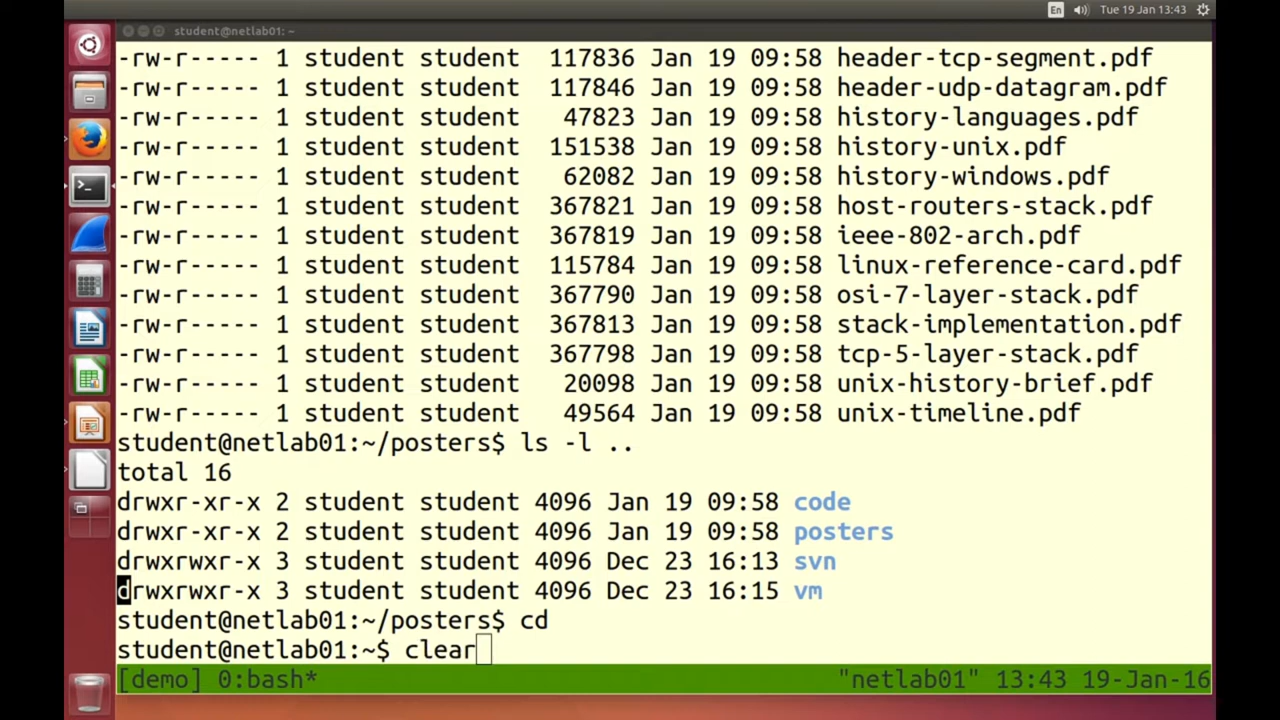 En Tue 19 Jan 13:43
student@netlab01: ~
-rw-r----- 1 student student  117836 Jan 19 09:58 header-tcp-segment.pdf
-rw-r----- 1 student student  117846 Jan 19 09:58 header-udp-datagram.pdf
-rw-r----- 1 student student   47823 Jan 19 09:58 history-languages.pdf
-rw-r----- 1 student student  151538 Jan 19 09:58 history-unix.pdf
-rw-r----- 1 student student   62082 Jan 19 09:58 history-windows.pdf
-rw-r----- 1 student student  367821 Jan 19 09:58 host-routers-stack.pdf
-rw-r----- 1 student student  367819 Jan 19 09:58 ieee-802-arch.pdf
-rw-r----- 1 student student  115784 Jan 19 09:58 linux-reference-card.pdf
-rw-r----- 1 student student  367790 Jan 19 09:58 osi-7-layer-stack.pdf
-rw-r----- 1 student student  367813 Jan 19 09:58 stack-implementation.pdf
-rw-r----- 1 student student  367798 Jan 19 09:58 tcp-5-layer-stack.pdf
-rw-r----- 1 student student   20098 Jan 19 09:58 unix-history-brief.pdf
-rw-r----- 1 student student   49564 Jan 19 09:58 unix-timeline.pdf
student@netlab01:~/posters$ ls -l ..
total 16
drwxr-xr-x 2 student student 4096 Jan 19 09:58 code
drwxr-xr-x 2 student student 4096 Jan 19 09:58 posters
drwxrwxr-x 3 student student 4096 Dec 23 16:13 svn
drwxrwxr-x 3 student student 4096 Dec 23 16:15 vm
student@netlab01:~/posters$ cd
student@netlab01:~$ clear
[demo] 0:bash* "netlab01" 13:43 19-Jan-16